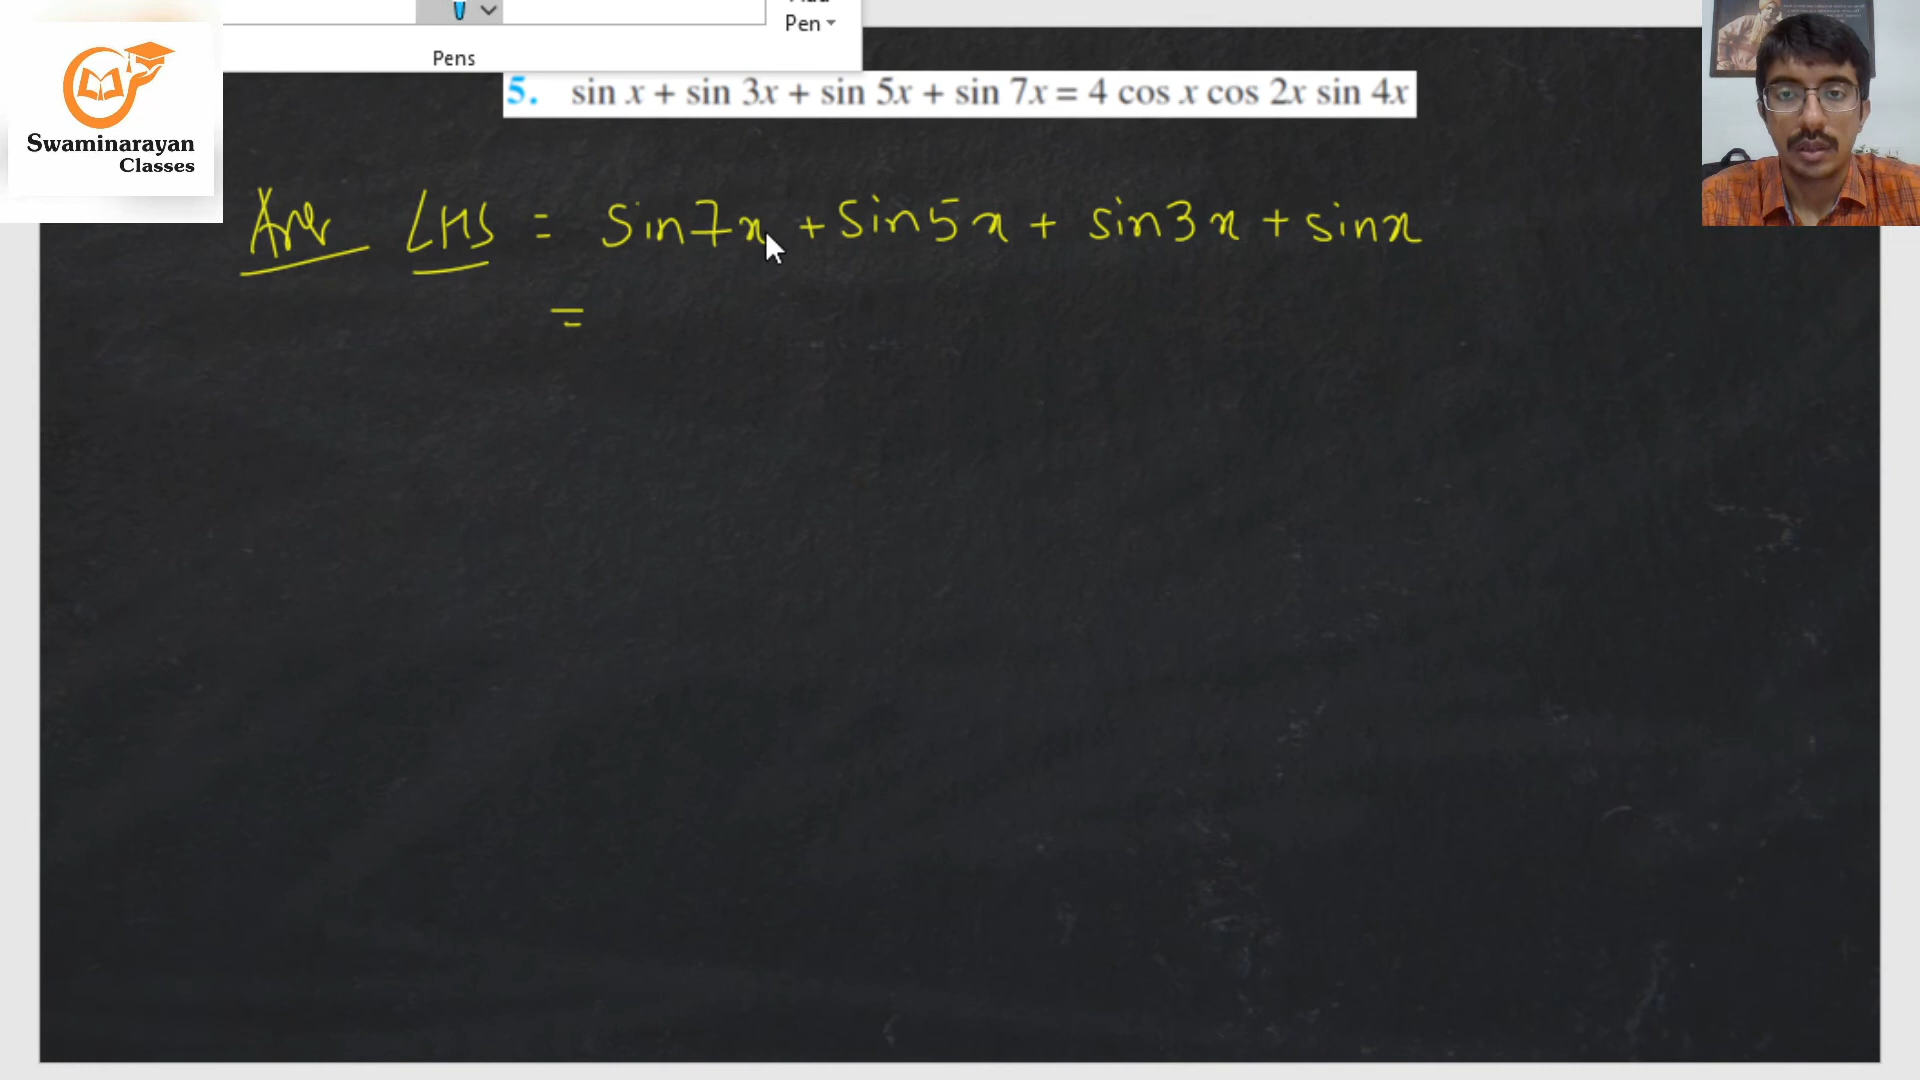 Pen
Pens
Swaminarayan
Classes
5. sin x + sin 3x + sin 5x + sin 7x = 4 cos x cos 2x sin 4x
Ans LHS = sin7x + sin5x + sin3x + sinx
=